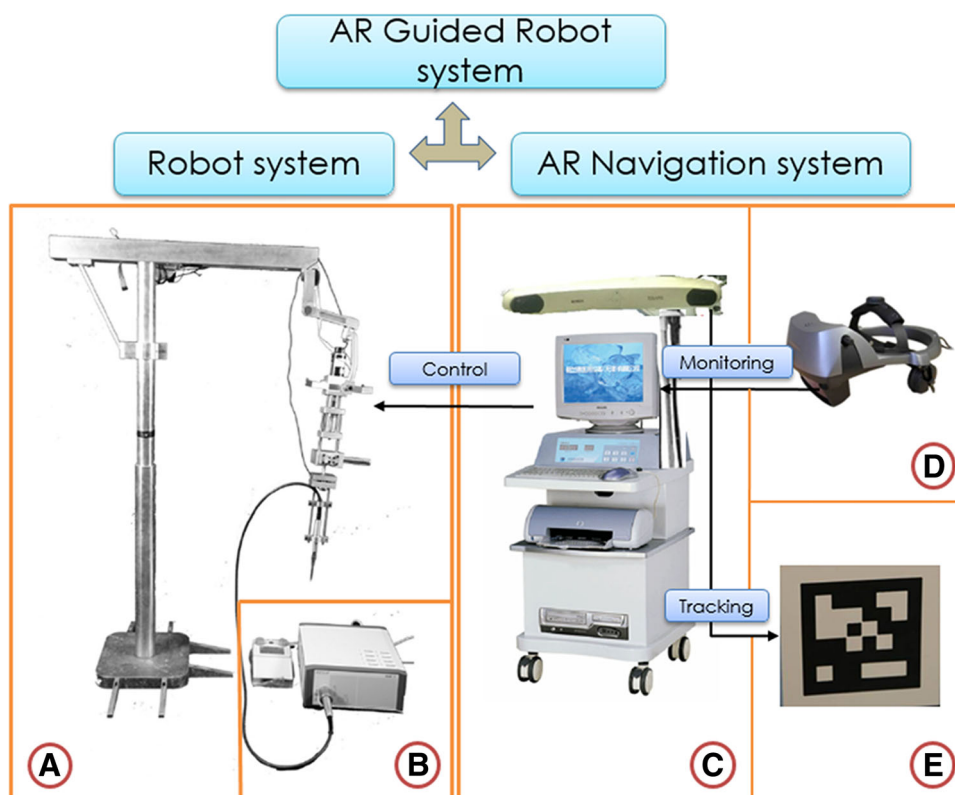 AR Guided Robot
system
Robot system
AR Navigation system
Control
Monitoring
Tracking
A
B
C
D
E